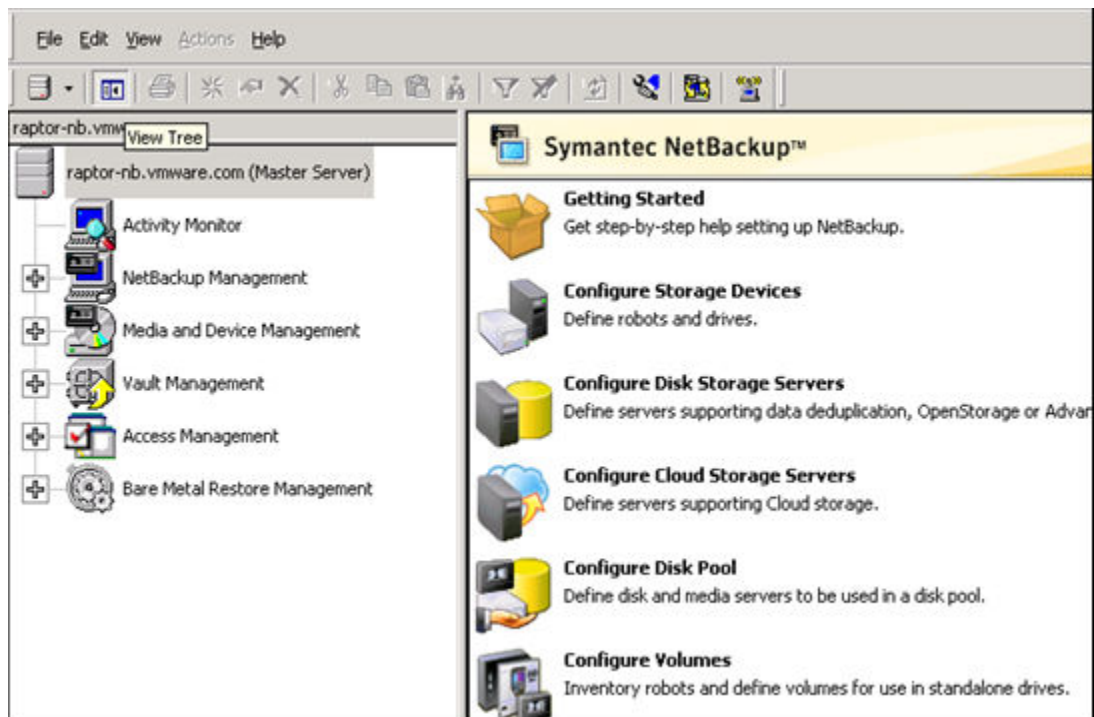 File Edit View Actions Help
raptor-nb.vmw
View Tree
raptor-nb.vmware.com (Master Server)
Activity Monitor
NetBackup Management
Media and Device Management
Vault Management
Access Management
Bare Metal Restore Management
Symantec NetBackup™
Getting Started
Get step-by-step help setting up NetBackup.
Configure Storage Devices
Define robots and drives.
Configure Disk Storage Servers
Define servers supporting data deduplication, OpenStorage or Advan
Configure Cloud Storage Servers
Define servers supporting Cloud storage.
Configure Disk Pool
Define disk and media servers to be used in a disk pool.
Configure Volumes
Inventory robots and define volumes for use in standalone drives.